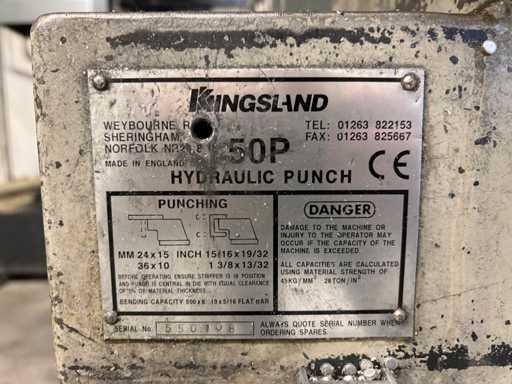 KINGSLAND
WEYBOURNE R
SHERINGHAM,
NORFOLK
MADE IN ENGLAND
TEL: 01263 822153
FAX: 01263 825667
50P
HYDRAULIC PUNCH
CE
PUNCHING
MM 24x15 INCH 15/16x19/32
36x10 1 3/8x13/32
BEFORE OPERATING ENSURE STRIPPER IS IN POSITION
AND PUNCH IS CENTRAL IN DIE WITH EQUAL CLEARANCE
OF MATERIAL THICKNESS.
BENDING CAPACITY
FLAT BAR
DANGER
DAMAGE TO THE MACHINE OR
INJURY TO THE OPERATOR MAY
OCCUR IF THE CAPACITY OF THE
MACHINE IS EXCEEDED.
ALL CAPACITIES ARE CALCULATED
USING MATERIAL STRENGTH OF
45KG/MM² 28TON/IN²
SERIAL No.
ALWAYS QUOTE SERIAL NUMBER WHEN
ORDERING SPARES.